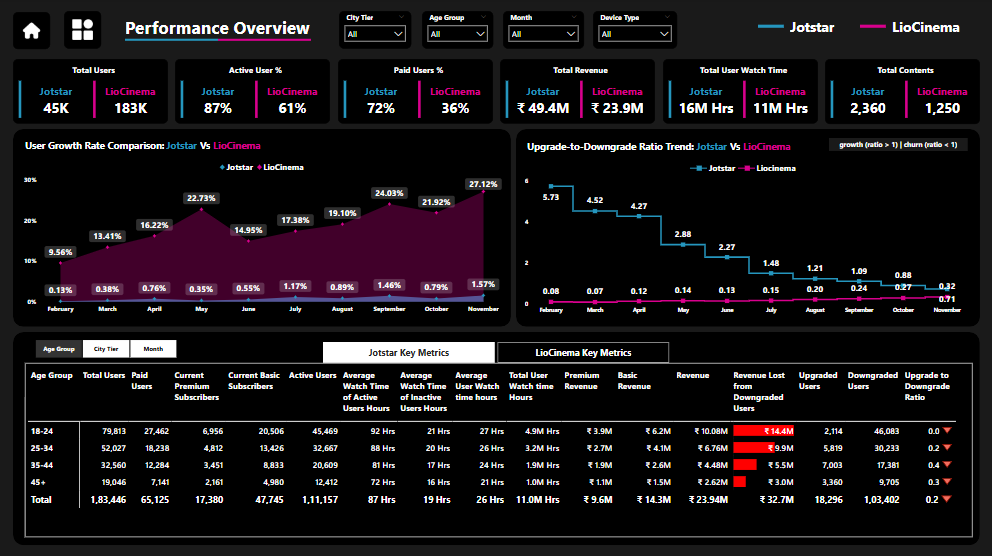 Performance Overview
City Tier
All
Age Group
All
Month
All
Device Type
All
Jotstar
LioCinema
Total Users
Jotstar LioCinema
45K 183K
Active User %
Jotstar LioCinema
87% 61%
Paid Users %
Jotstar LioCinema
72% 36%
Total Revenue
Jotstar LioCinema
₹ 49.4M ₹ 23.9M
Total User Watch Time
Jotstar LioCinema
16M Hrs 11M Hrs
Total Contents
Jotstar LioCinema
2,360 1,250
User Growth Rate Comparison: Jotstar Vs LioCinema
Jotstar LioCinema
30%
20%
10%
0%
9.56% 13.41% 16.22% 22.73% 14.95% 17.38% 19.10% 24.03% 21.92% 27.12%
0.13% 0.38% 0.76% 0.35% 0.55% 1.17% 0.89% 1.46% 0.79% 1.57%
February March April May June July August September October November
Upgrade-to-Downgrade Ratio Trend: Jotstar Vs LioCinema
growth (ratio > 1) | churn (ratio < 1)
Jotstar Liocinema
6
4
2
0
5.73 4.52 4.27 2.88 2.27 1.48 1.21 1.09 0.88 0.71
0.08 0.07 0.12 0.14 0.13 0.15 0.20 0.24 0.27 0.32
February March April May June July August September October November
Age Group City Tier Month
Jotstar Key Metrics
LioCinema Key Metrics
Age Group Total Users Paid Users Current Premium Subscribers Current Basic Subscribers Active Users Average Watch Time of Active Users Hours Average Watch Time of Inactive Users Hours Average User Watch time hours Total User Watch time Hours Premium Revenue Basic Revenue Revenue Revenue Lost from Downgraded Users Upgraded Users Downgraded Users Upgrade to Downgrade Ratio
18-24 79,813 27,462 6,956 20,506 45,469 92 Hrs 21 Hrs 27 Hrs 4.9M Hrs ₹ 3.9M ₹ 6.2M ₹ 10.08M ₹ 14.4M 2,114 46,083 0.0
25-34 52,027 18,238 4,812 13,426 32,667 88 Hrs 20 Hrs 26 Hrs 3.2M Hrs ₹ 2.7M ₹ 4.1M ₹ 6.76M ₹ 9.9M 5,819 30,233 0.2
35-44 32,560 12,284 3,451 8,833 20,609 81 Hrs 17 Hrs 24 Hrs 1.9M Hrs ₹ 1.9M ₹ 2.6M ₹ 4.48M ₹ 5.5M 7,003 17,381 0.4
45+ 19,046 7,141 2,161 4,980 12,412 72 Hrs 16 Hrs 21 Hrs 1.0M Hrs ₹ 1.1M ₹ 1.5M ₹ 2.62M ₹ 3.0M 3,360 9,705 0.3
Total 1,83,446 65,125 17,380 47,745 1,11,157 87 Hrs 19 Hrs 26 Hrs 11.0M Hrs ₹ 9.6M ₹ 14.3M ₹ 23.94M ₹ 32.7M 18,296 1,03,402 0.2